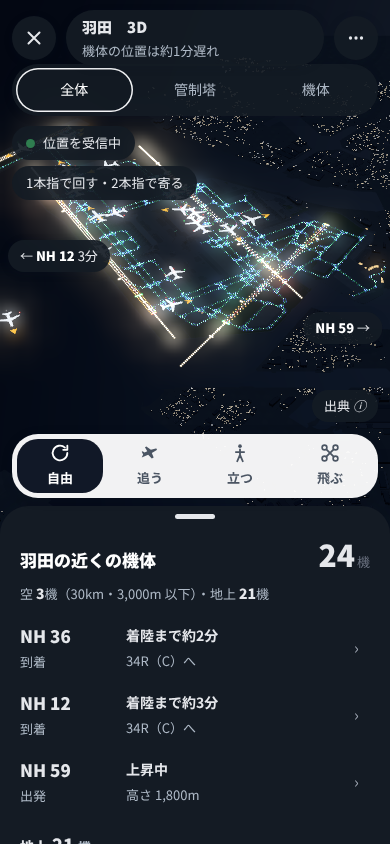 羽田 3D
機体の位置は約1分遅れ
全体 管制塔 機体
位置を受信中
1本指で回す・2本指で寄る
← NH 12 3分
NH 59 →
出典 ⓘ
自由 追う 立つ 飛ぶ
羽田の近くの機体 24機
空 3機（30km・3,000m 以下）・地上 21機
NH 36 着陸まで約2分
到着 34R（C）へ
NH 12 着陸まで約3分
到着 34R（C）へ
NH 59 上昇中
出発 高さ 1,800m
地上 21 機